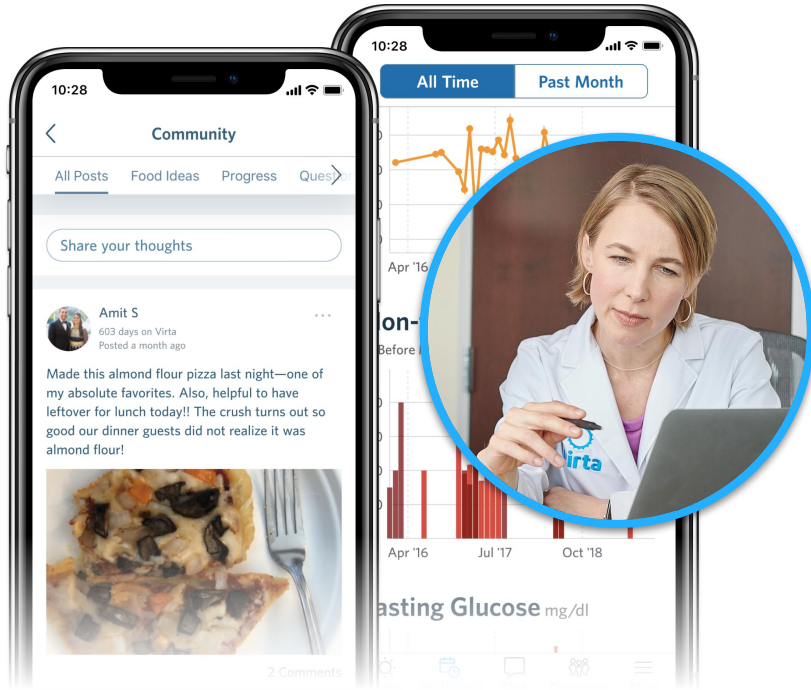 10:28
Community
All Posts Food Ideas Progress Quest
Share your thoughts
Amit S
603 days on Virta
Posted a month ago
Made this almond flour pizza last night—one of
my absolute favorites. Also, helpful to have
leftover for lunch today!! The crush turns out so
good our dinner guests did not realize it was
almond flour!
2 Comments
10:28
All Time Past Month
Apr '16
Before
Apr '16 Jul '17 Oct '18
asting Glucose mg/dl
irta